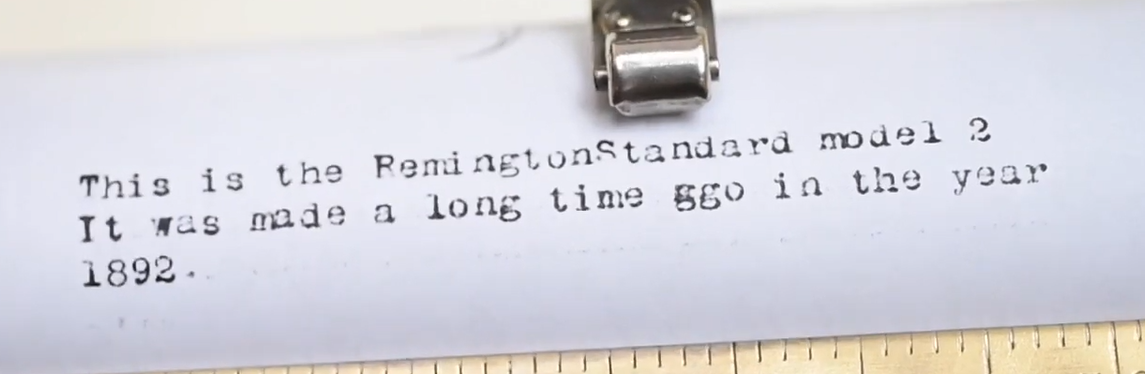 This is the RemingtonStandard model 2
It was made a long time ggo in the year
1892.